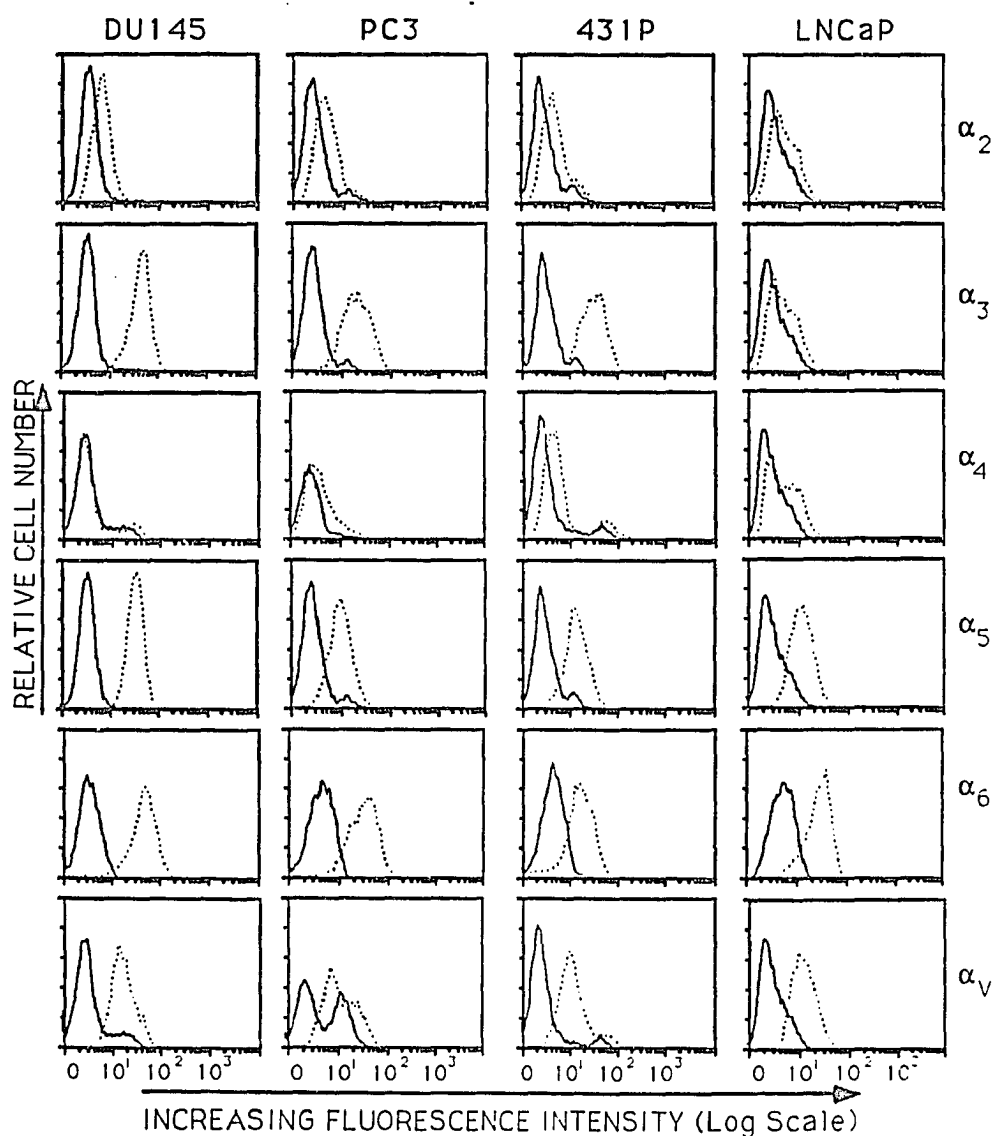 DU145 PC3 431P LNCaP
α2
α3
α4
α5
α6
αV
RELATIVE CELL NUMBER
0 10¹ 10² 10³ 0 10¹ 10² 10³ 0 10¹ 10² 10³ 0 10¹ 10²
INCREASING FLUORESCENCE INTENSITY (Log Scale)